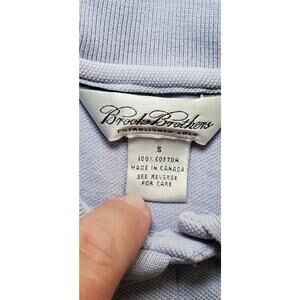 Brooks Brothers
ESTABLISHED 1818
S
100% COTTON
MADE IN CANADA
SEE REVERSE
FOR CARE